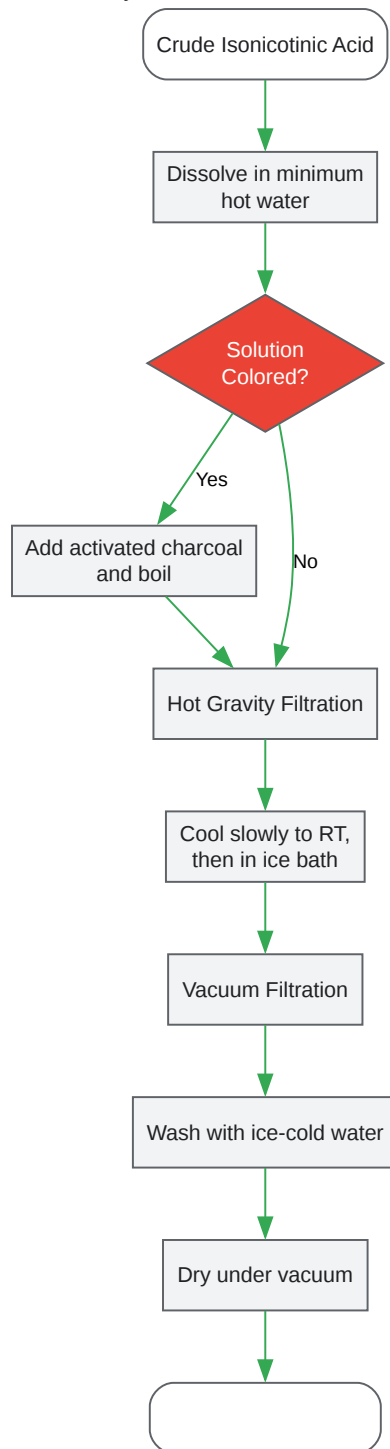 Crude Isonicotinic Acid
Dissolve in minimum
hot water
Solution
Colored?
Yes
Add activated charcoal
and boil
No
Hot Gravity Filtration
Cool slowly to RT,
then in ice bath
Vacuum Filtration
Wash with ice-cold water
Dry under vacuum